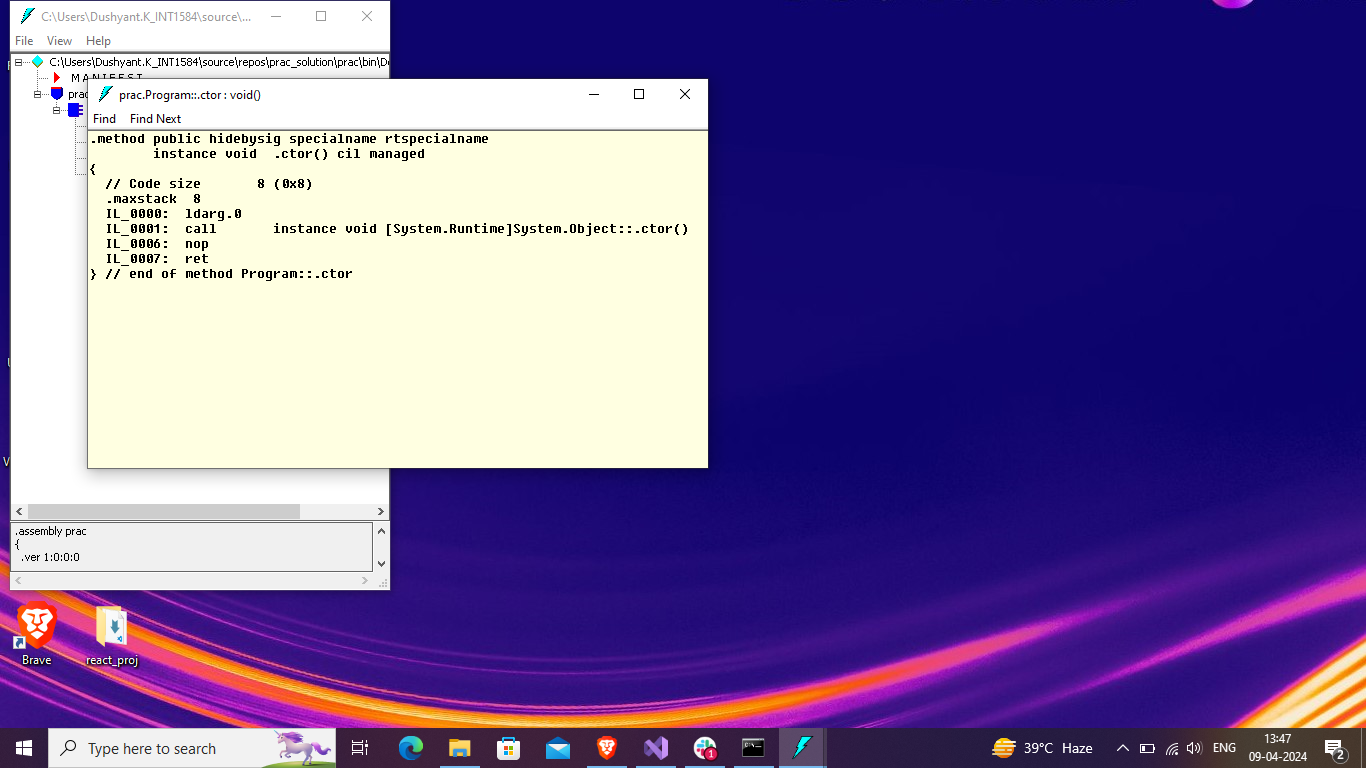 C:\Users\Dushyant.K_INT1584\source\...
File View Help
C:\Users\Dushyant.K_INT1584\source\repos\prac_solution\prac\bin\De
M A N I F E S T
prac
prac.Program::.ctor : void()
Find Find Next
.method public hidebysig specialname rtspecialname
instance void .ctor() cil managed
{
// Code size 8 (0x8)
.maxstack 8
IL_0000: ldarg.0
IL_0001: call instance void [System.Runtime]System.Object::.ctor()
IL_0006: nop
IL_0007: ret
} // end of method Program::.ctor
.assembly prac
{
.ver 1:0:0:0
Brave
react_proj
Type here to search
1
39°C Haze
ENG
13:47
09-04-2024
2